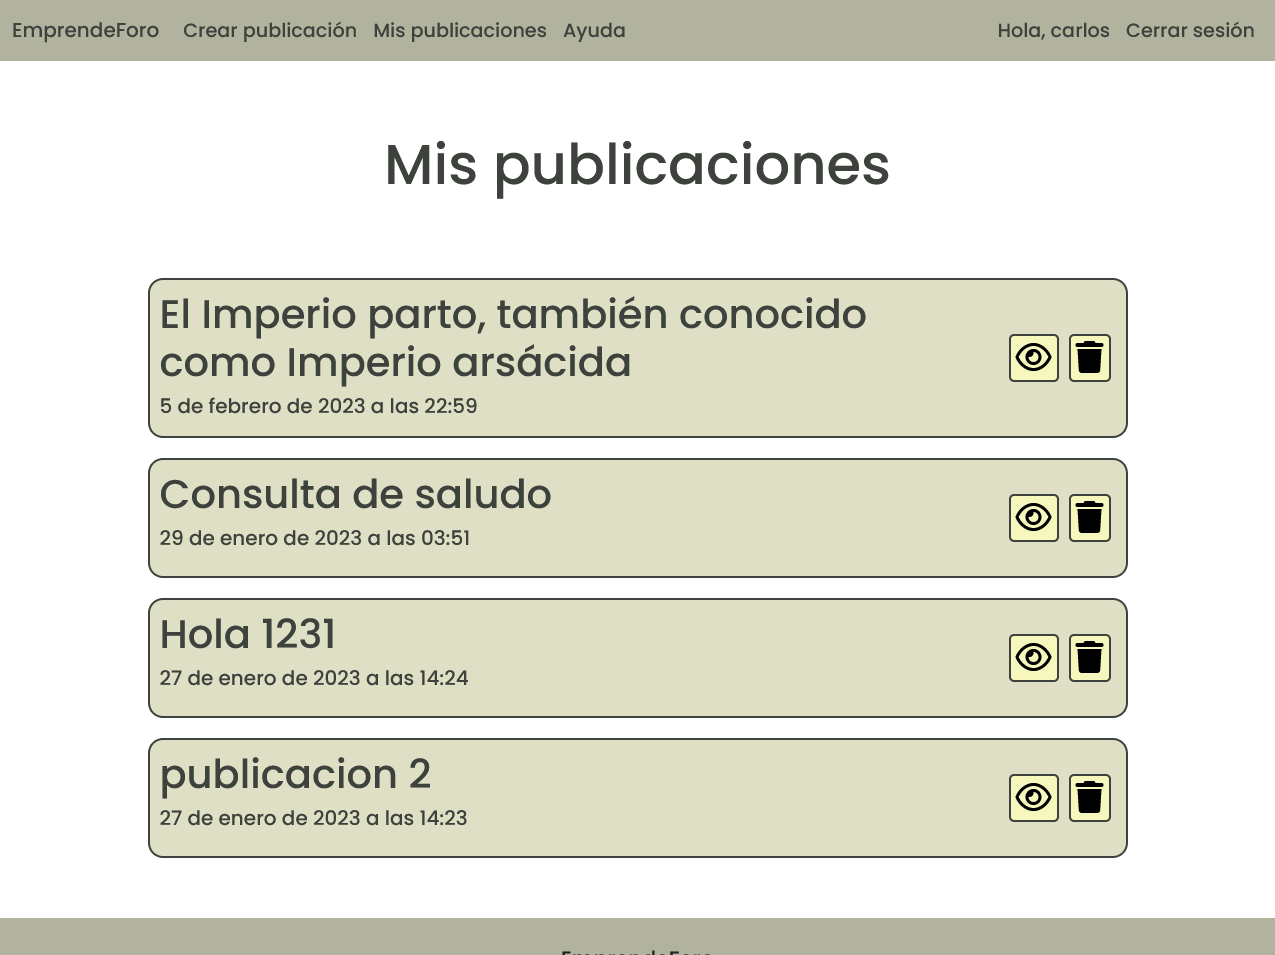 EmprendeForo Crear publicación Mis publicaciones Ayuda Hola, carlos Cerrar sesión
Mis publicaciones
El Imperio parto, también conocido
como Imperio arsácida
5 de febrero de 2023 a las 22:59
Consulta de saludo
29 de enero de 2023 a las 03:51
Hola 1231
27 de enero de 2023 a las 14:24
publicacion 2
27 de enero de 2023 a las 14:23
EmprendeForo